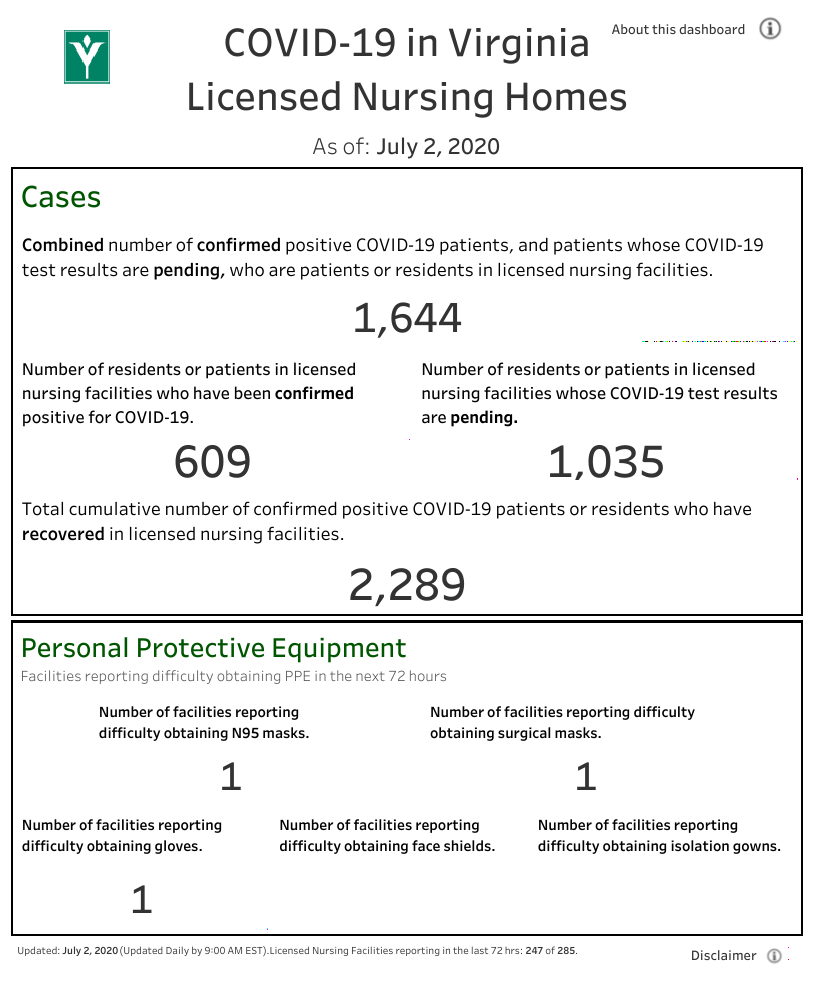 COVID-19 in Virginia
Licensed Nursing Homes
About this dashboard
As of: July 2, 2020
Cases
Combined number of confirmed positive COVID-19 patients, and patients whose COVID-19
test results are pending, who are patients or residents in licensed nursing facilities.
1,644
Number of residents or patients in licensed
nursing facilities who have been confirmed
positive for COVID-19.
609
Number of residents or patients in licensed
nursing facilities whose COVID-19 test results
are pending.
1,035
Total cumulative number of confirmed positive COVID-19 patients or residents who have
recovered in licensed nursing facilities.
2,289
Personal Protective Equipment
Facilities reporting difficulty obtaining PPE in the next 72 hours
Number of facilities reporting
difficulty obtaining N95 masks.
1
Number of facilities reporting difficulty
obtaining surgical masks.
1
Number of facilities reporting
difficulty obtaining gloves.
1
Number of facilities reporting
difficulty obtaining face shields.
Number of facilities reporting
difficulty obtaining isolation gowns.
Updated: July 2, 2020 (Updated Daily by 9:00 AM EST).Licensed Nursing Facilities reporting in the last 72 hrs: 247 of 285.
Disclaimer